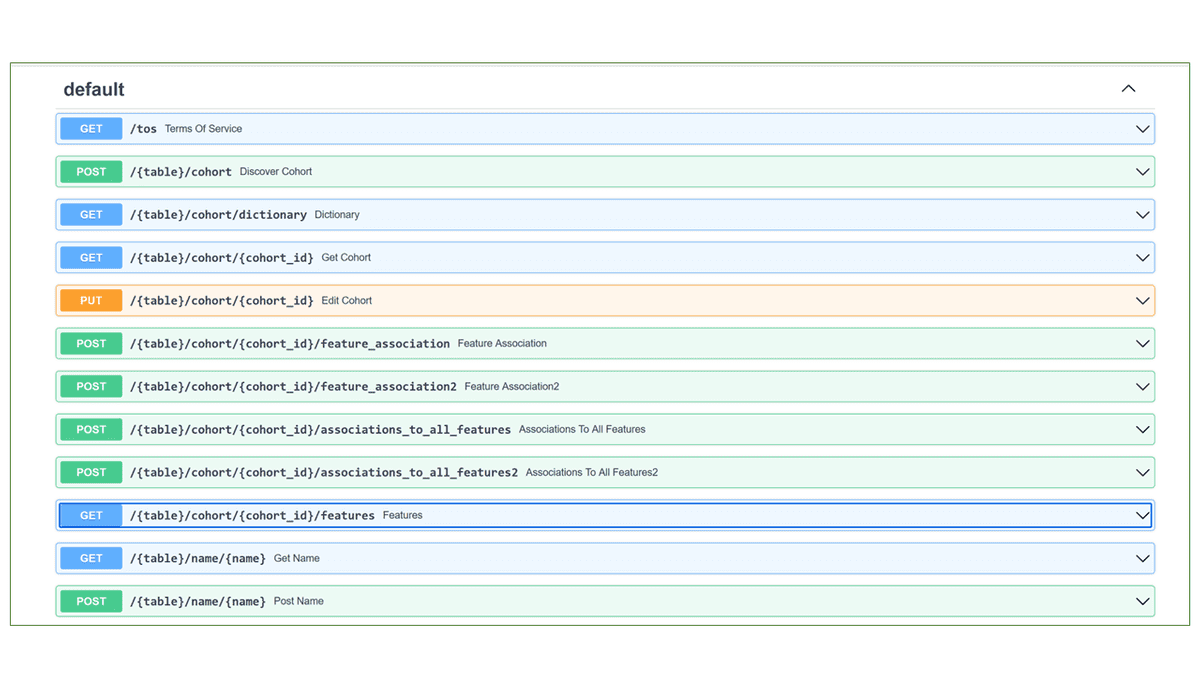 default
GET /tos Terms Of Service
POST /{table}/cohort Discover Cohort
GET /{table}/cohort/dictionary Dictionary
GET /{table}/cohort/{cohort_id} Get Cohort
PUT /{table}/cohort/{cohort_id} Edit Cohort
POST /{table}/cohort/{cohort_id}/feature_association Feature Association
POST /{table}/cohort/{cohort_id}/feature_association2 Feature Association2
POST /{table}/cohort/{cohort_id}/associations_to_all_features Associations To All Features
POST /{table}/cohort/{cohort_id}/associations_to_all_features2 Associations To All Features2
GET /{table}/cohort/{cohort_id}/features Features
GET /{table}/name/{name} Get Name
POST /{table}/name/{name} Post Name